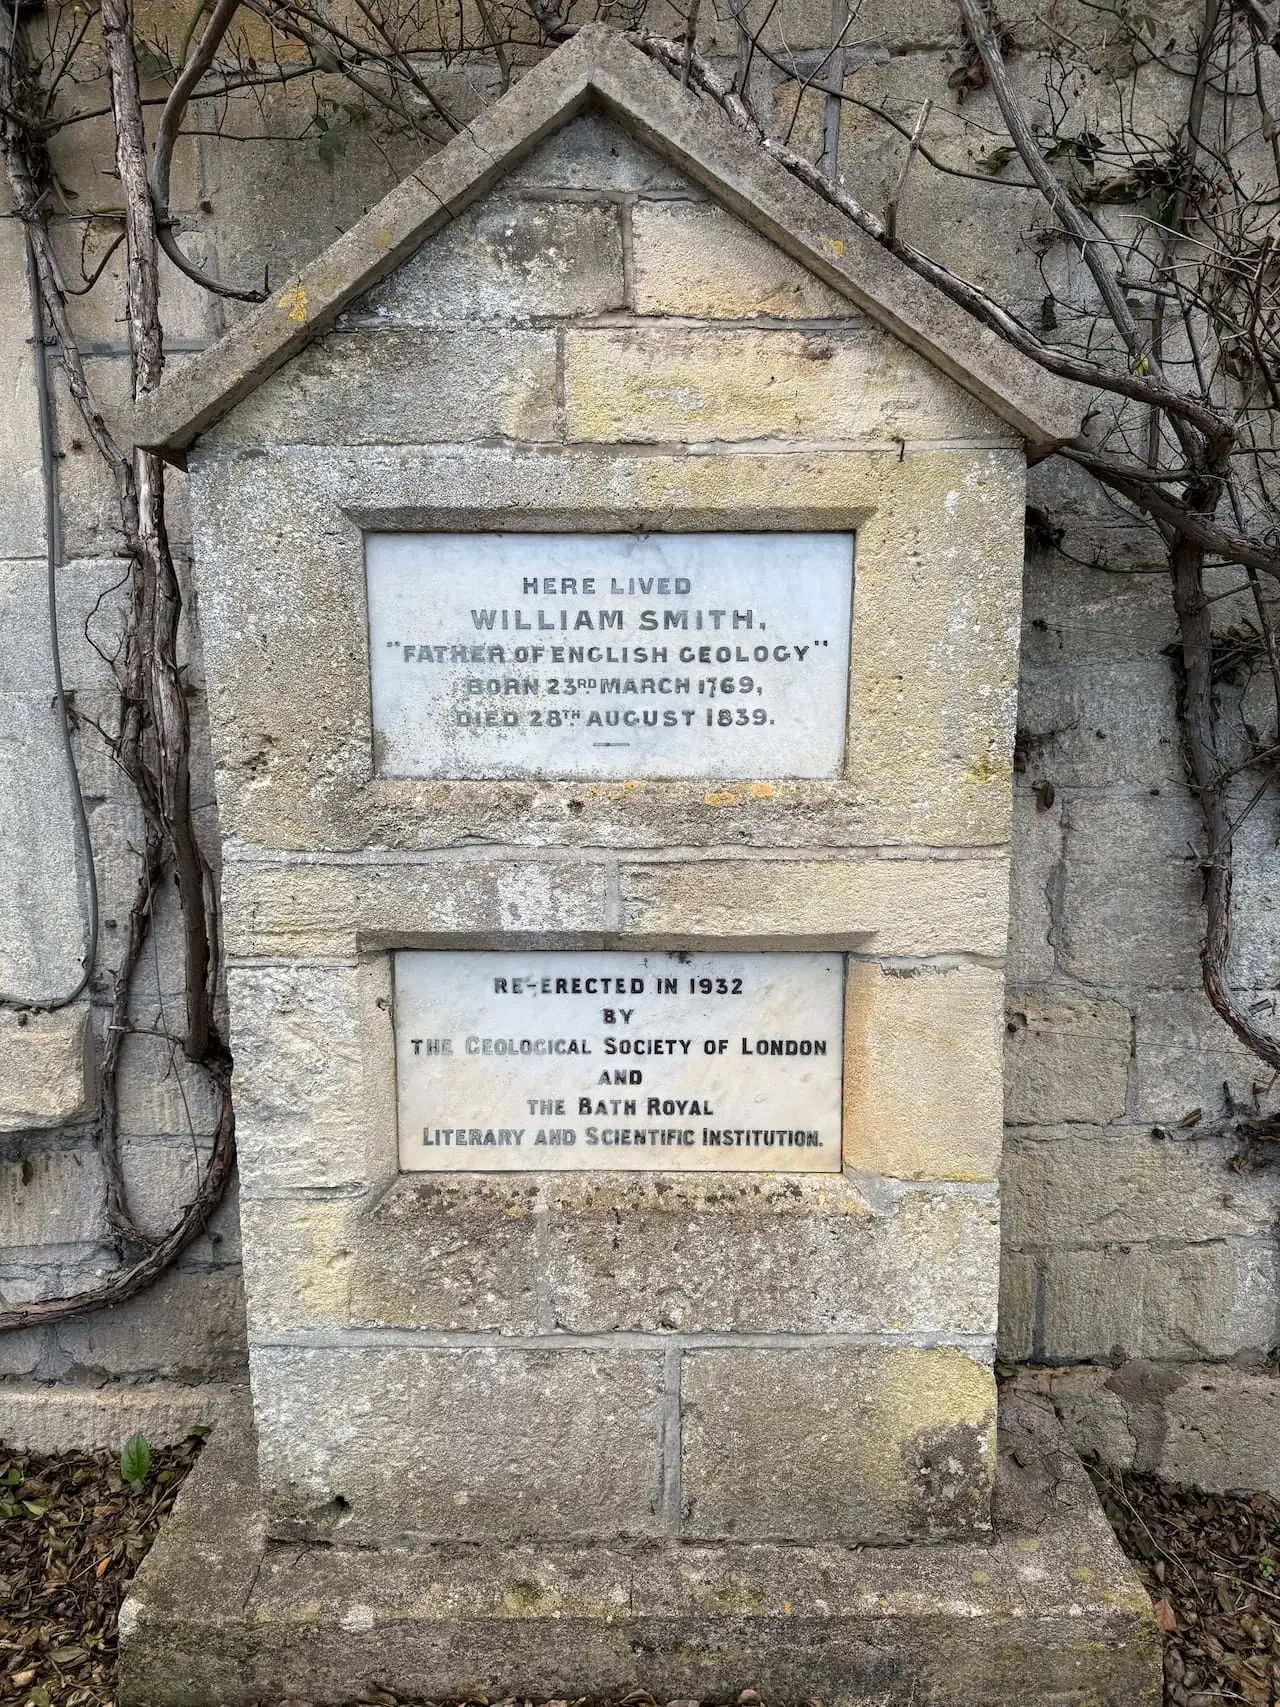 HERE LIVED
WILLIAM SMITH,
"FATHER OF ENGLISH GEOLOGY"
BORN 23RD MARCH 1769,
DIED 28TH AUGUST 1839.
RE-ERECTED IN 1932
BY
THE GEOLOGICAL SOCIETY OF LONDON
AND
THE BATH ROYAL
LITERARY AND SCIENTIFIC INSTITUTION.